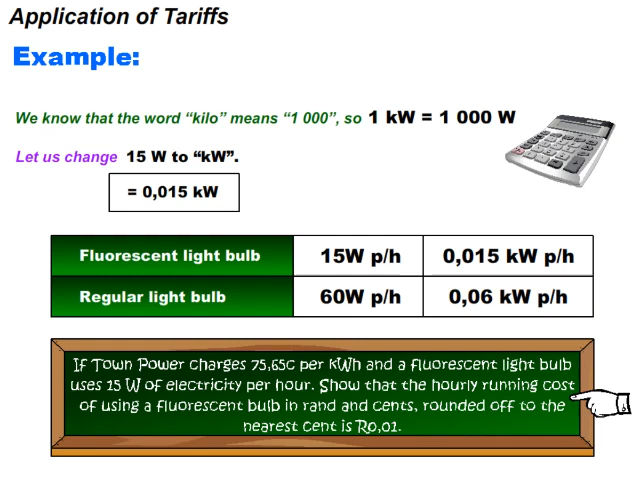 Application of Tariffs
Example:
We know that the word “kilo” means “1 000”, so 1 kW = 1 000 W
Let us change 15 W to “kW”.
= 0,015 kW
Fluorescent light bulb 15W p/h 0,015 kW p/h
Regular light bulb 60W p/h 0,06 kW p/h
If Town Power charges 75,65c per kWh and a fluorescent light bulb
uses 15 W of electricity per hour. Show that the hourly running cost
of using a fluorescent bulb in rand and cents, rounded off to the
nearest cent is R0,01.